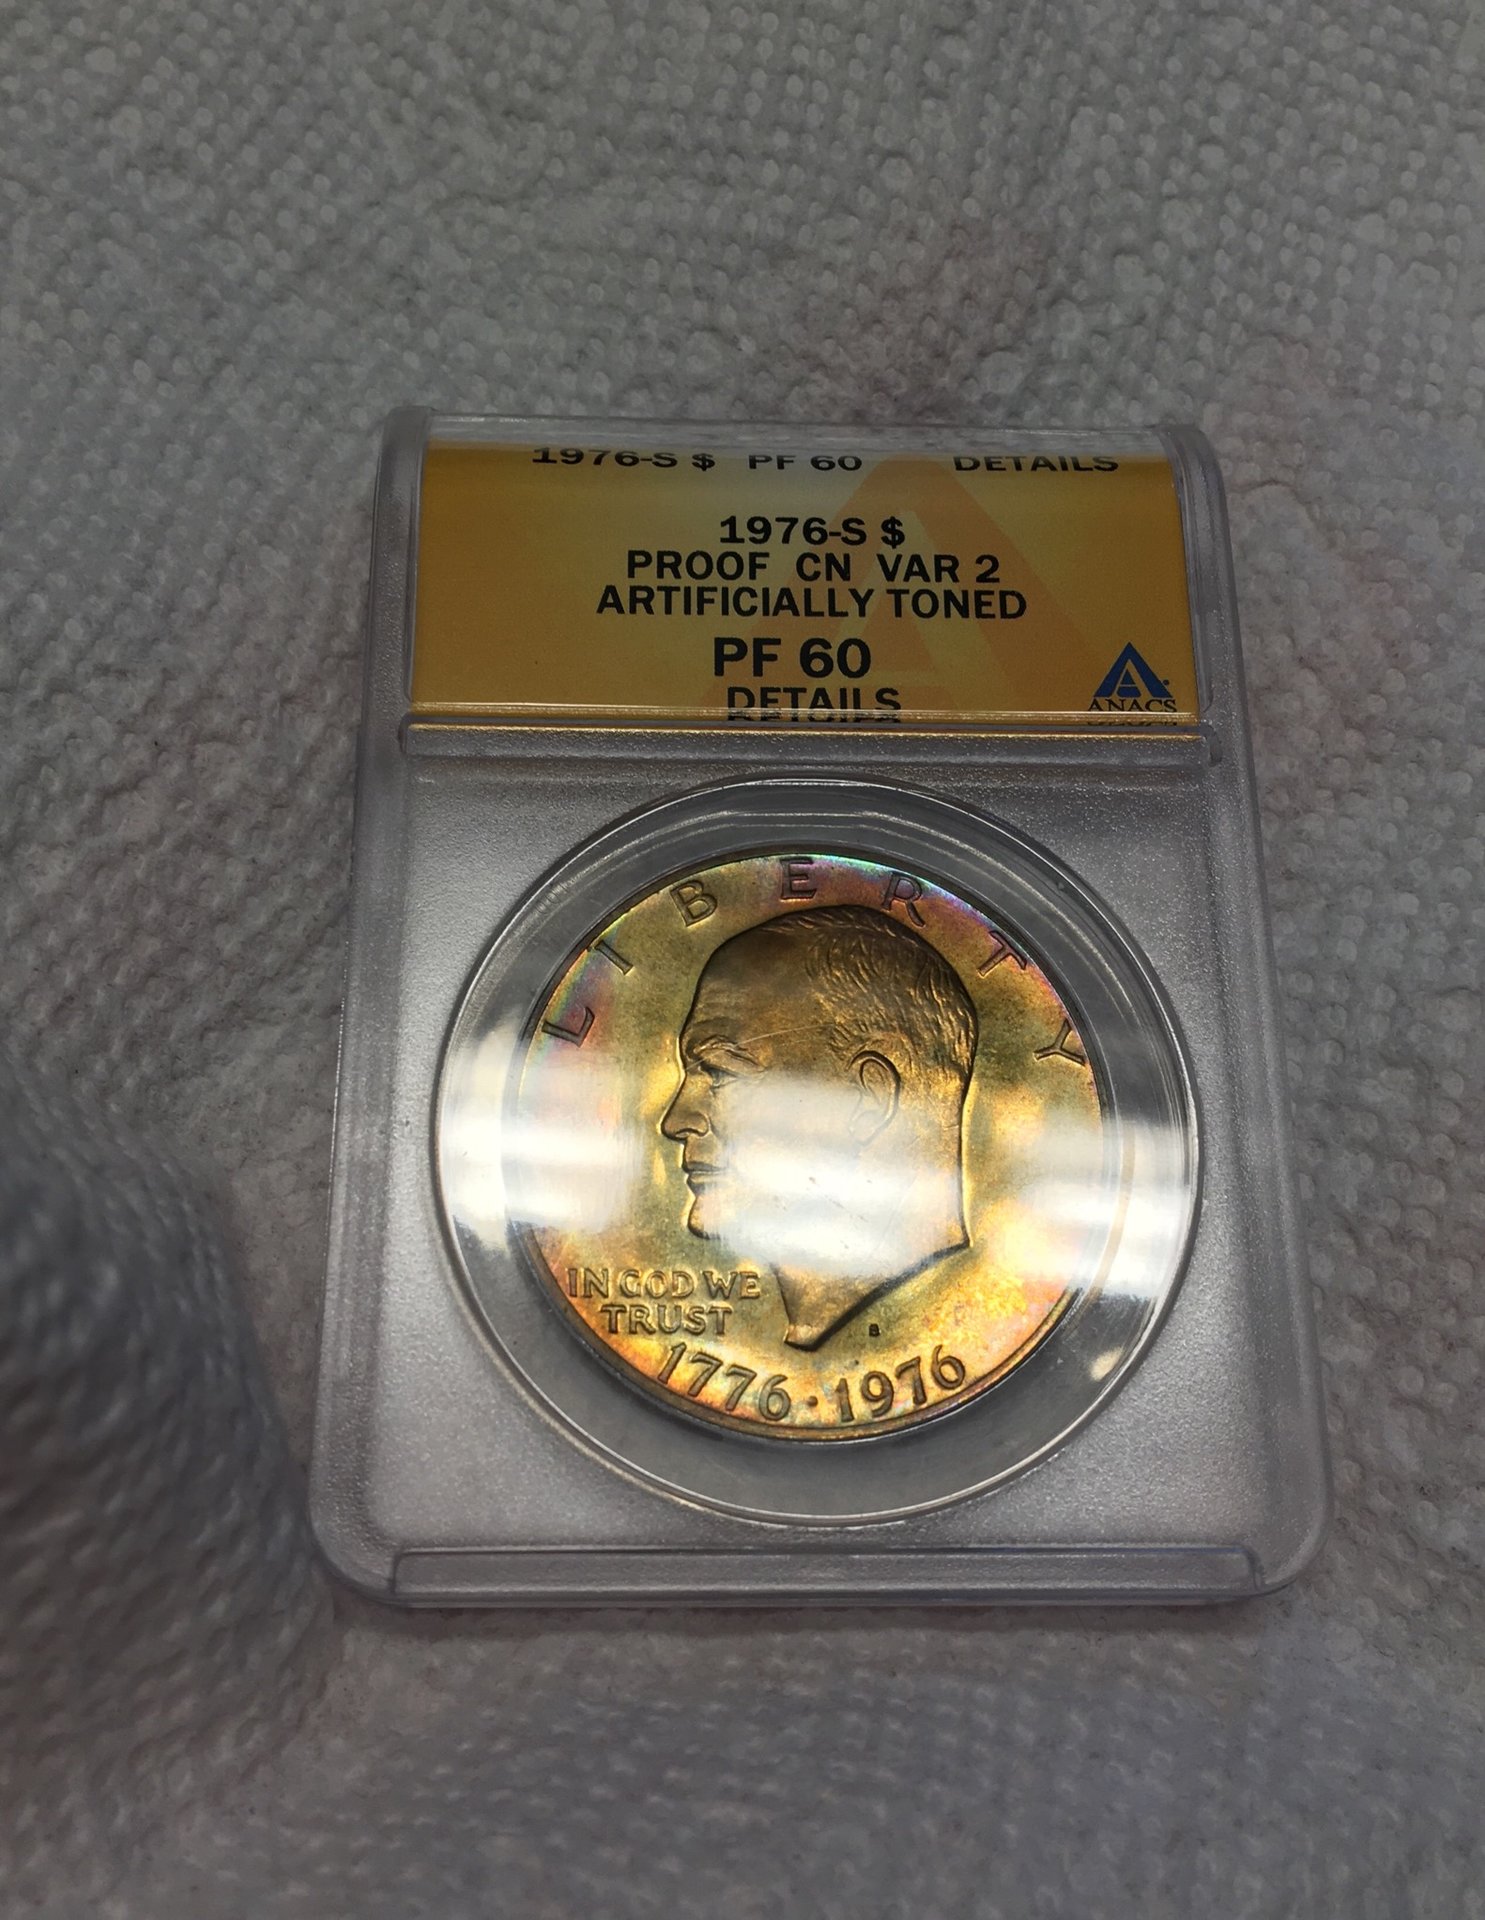 1976-S $ PF 60 DETAILS
1976-S $
PROOF CN VAR 2
ARTIFICIALLY TONED
PF 60
DETAILS
ANACS
LIBERTY
IN GOD WE
TRUST
S
1776·1976